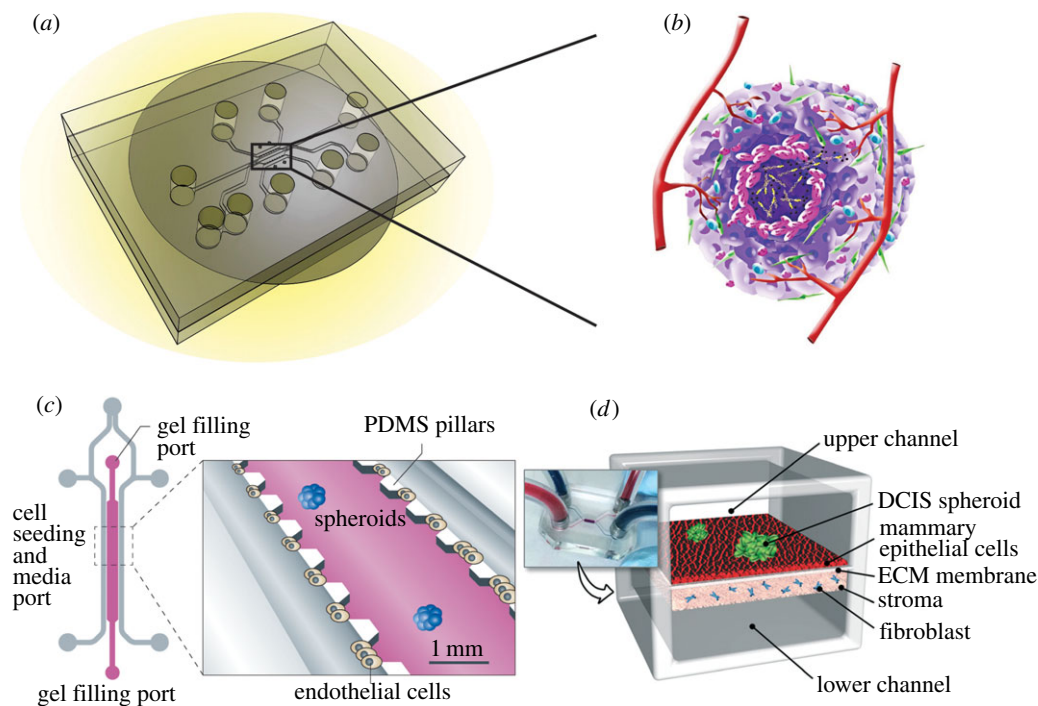 (a)
(b)
(c)
gel filling
port
PDMS pillars
cell
seeding
and
media
port
spheroids
1 mm
gel filling port
endothelial cells
(d)
upper channel
DCIS spheroid
mammary
epithelial cells
ECM membrane
stroma
fibroblast
lower channel